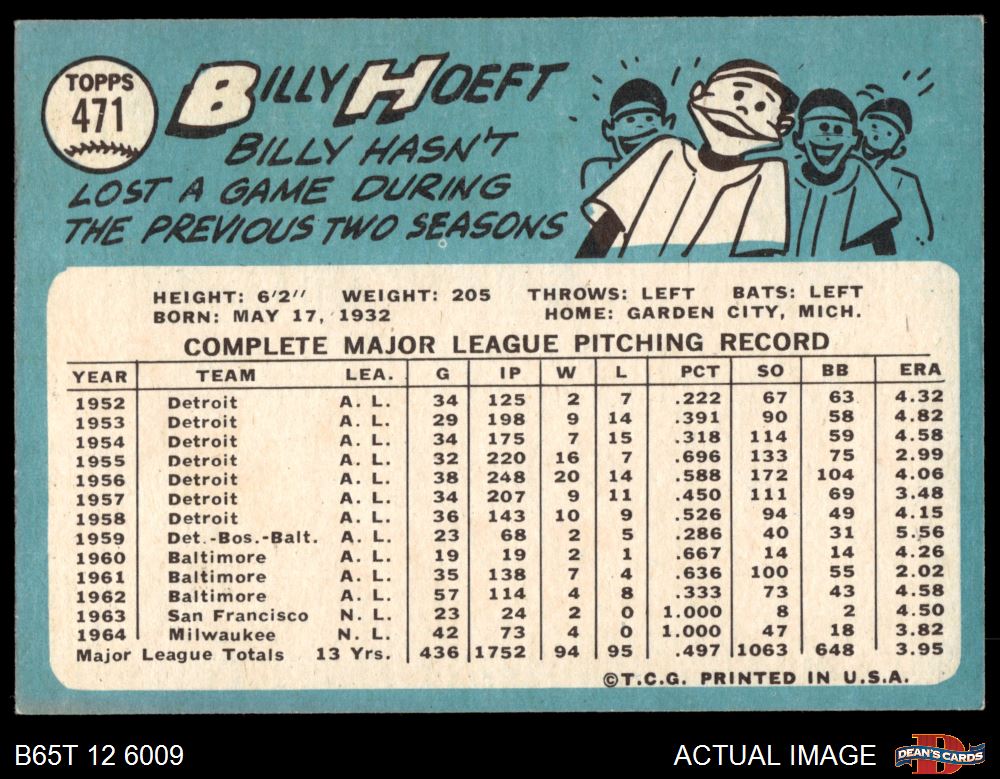 TOPPS
471
BILLY HOEFT
BILLY HASN'T
LOST A GAME DURING
THE PREVIOUS TWO SEASONS
HEIGHT: 6'2" WEIGHT: 205 THROWS: LEFT BATS: LEFT
BORN: MAY 17, 1932 HOME: GARDEN CITY, MICH.
COMPLETE MAJOR LEAGUE PITCHING RECORD
YEAR TEAM LEA. G IP W L PCT SO BB ERA
1952 Detroit A. L. 34 125 2 7 .222 67 63 4.32
1953 Detroit A. L. 29 198 9 14 .391 90 58 4.82
1954 Detroit A. L. 34 175 7 15 .318 114 59 4.58
1955 Detroit A. L. 32 220 16 7 .696 133 75 2.99
1956 Detroit A. L. 38 248 20 14 .588 172 104 4.06
1957 Detroit A. L. 34 207 9 11 .450 111 69 3.48
1958 Detroit A. L. 36 143 10 9 .526 94 49 4.15
1959 Det.-Bos.-Balt. A. L. 23 68 2 5 .286 40 31 5.56
1960 Baltimore A. L. 19 19 2 1 .667 14 14 4.26
1961 Baltimore A. L. 35 138 7 4 .636 100 55 2.02
1962 Baltimore A. L. 57 114 4 8 .333 73 43 4.58
1963 San Francisco N. L. 23 24 2 0 1.000 8 2 4.50
1964 Milwaukee N. L. 42 73 4 0 1.000 47 18 3.82
Major League Totals 13 Yrs. 436 1752 94 95 .497 1063 648 3.95
©T.C.G. PRINTED IN U.S.A.
B65T 12 6009 ACTUAL IMAGE
DEAN'S CARDS